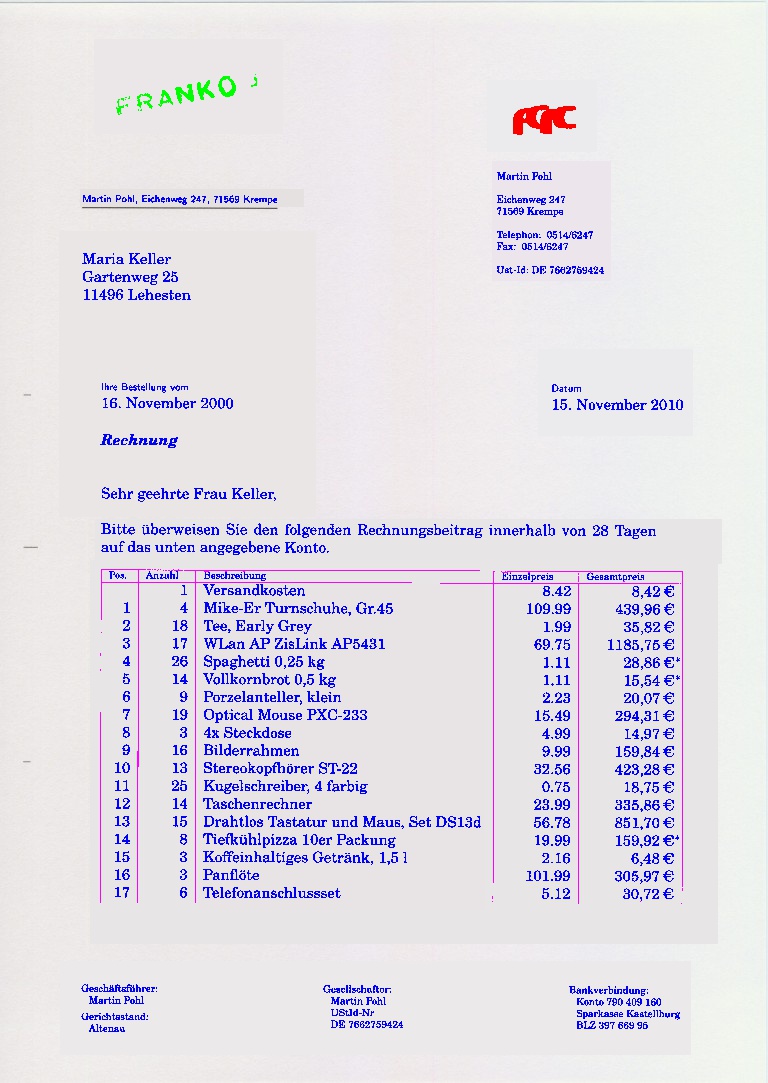 FRANKO
Martin Pohl
Eichenweg 247
71569 Krempe
Telephon: 0514/6247
Fax: 0514/6247
Ust-Id: DE 7662759424
Martin Pohl, Eichenweg 247, 71569 Krempe
Maria Keller
Gartenweg 25
11496 Lehesten
Ihre Bestellung vom
16. November 2000
Datum
15. November 2010
Rechnung
Sehr geehrte Frau Keller,
Bitte überweisen Sie den folgenden Rechnungsbeitrag innerhalb von 28 Tagen
auf das unten angegebene Konto.
Pos. Anzahl Beschreibung Einzelpreis Gesamtpreis
1 Versandkosten 8.42 8,42 €
1 4 Mike-Er Turnschuhe, Gr.45 109.99 439,96 €
2 18 Tee, Early Grey 1.99 35,82 €
3 17 WLan AP ZisLink AP5431 69.75 1185,75 €
4 26 Spaghetti 0,25 kg 1.11 28,86 €*
5 14 Vollkornbrot 0,5 kg 1.11 15,54 €*
6 9 Porzelanteller, klein 2.23 20,07 €
7 19 Optical Mouse PXC-233 15.49 294,31 €
8 3 4x Steckdose 4.99 14,97 €
9 16 Bilderrahmen 9.99 159,84 €
10 13 Stereokopfhörer ST-22 32.56 423,28 €
11 25 Kugelschreiber, 4 farbig 0.75 18,75 €
12 14 Taschenrechner 23.99 335,86 €
13 15 Drahtlos Tastatur und Maus, Set DS13d 56.78 851,70 €
14 8 Tiefkühlpizza 10er Packung 19.99 159,92 €*
15 3 Koffeinhaltiges Getränk, 1,5 l 2.16 6,48 €
16 3 Panflöte 101.99 305,97 €
17 6 Telefonanschlussset 5.12 30,72 €
Geschäftsführer:
Martin Pohl
Gerichtsstand:
Altenau
Gesellschafter:
Martin Pohl
UStId-Nr
DE 7662759424
Bankverbindung:
Konto 790 409 160
Sparkasse Kastellburg
BLZ 397 669 95